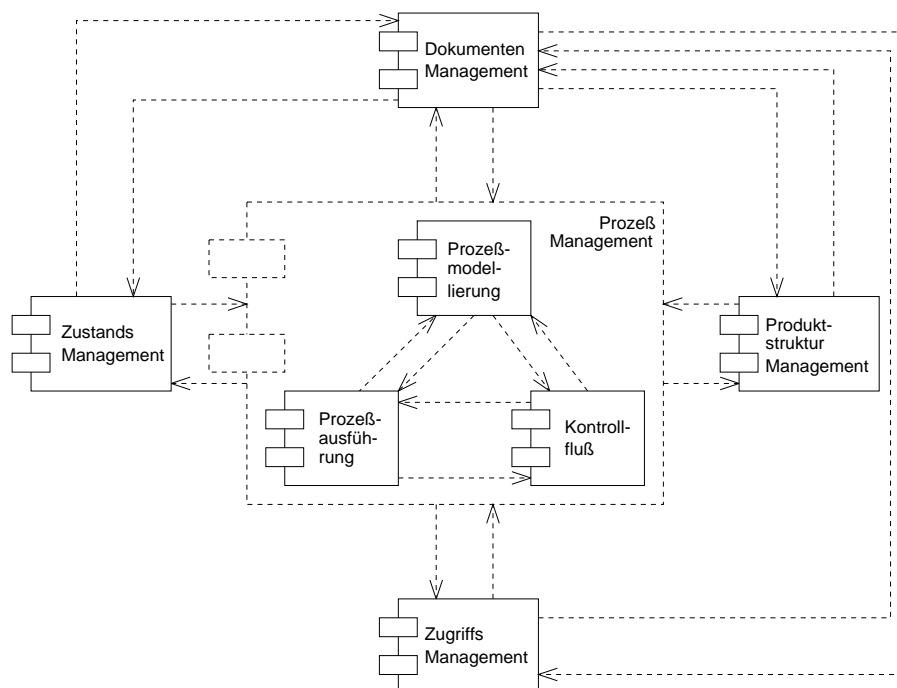 Dokumenten
Management
Prozeß
Management
Prozeß-
model-
lierung
Zustands
Management
Produkt-
struktur
Management
Prozeß-
ausfüh-
rung
Kontroll-
fluß
Zugriffs
Management